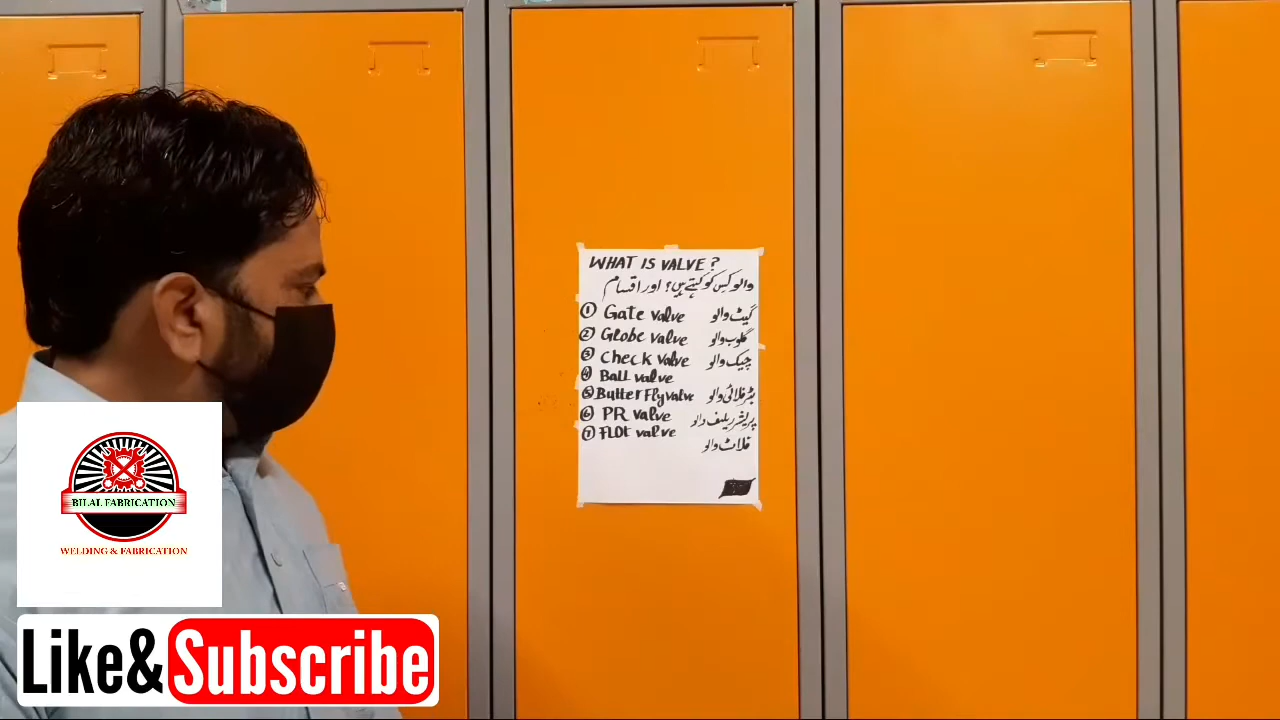 WHAT IS VALVE?
والو کس کو کہتے ہیں؟ اور اقسام
① Gate valve گیٹ والو
② Globe valve گلوب والو
③ Check valve چیک والو
④ Ball valve
⑤ Butterfly valve بٹر فلائی والو
⑥ PR valve پریشر ریلیف والو
⑦ FLOt valve فلاٹ والو
BILAL FABRICATION
WELDING & FABRICATION
Like& Subscribe